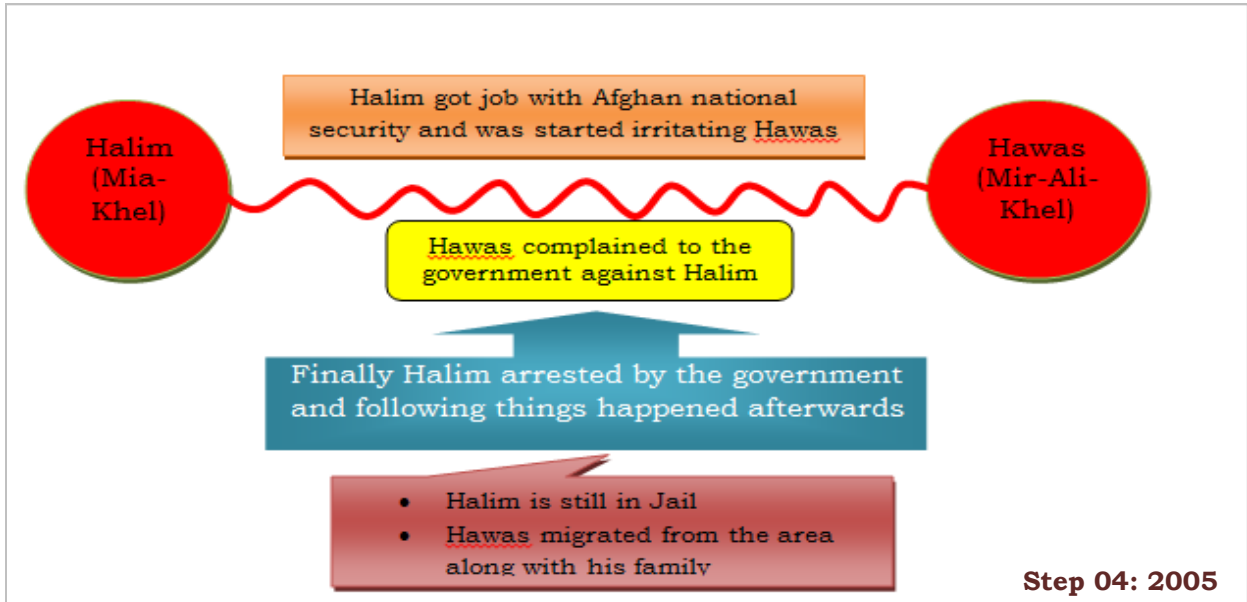 Halim got job with Afghan national
security and was started irritating Hawas
Halim
(Mia-
Khel)
Hawas
(Mir-Ali-
Khel)
Hawas complained to the
government against Halim
Finally Halim arrested by the government
and following things happened afterwards
• Halim is still in Jail
• Hawas migrated from the area
along with his family
Step 04: 2005